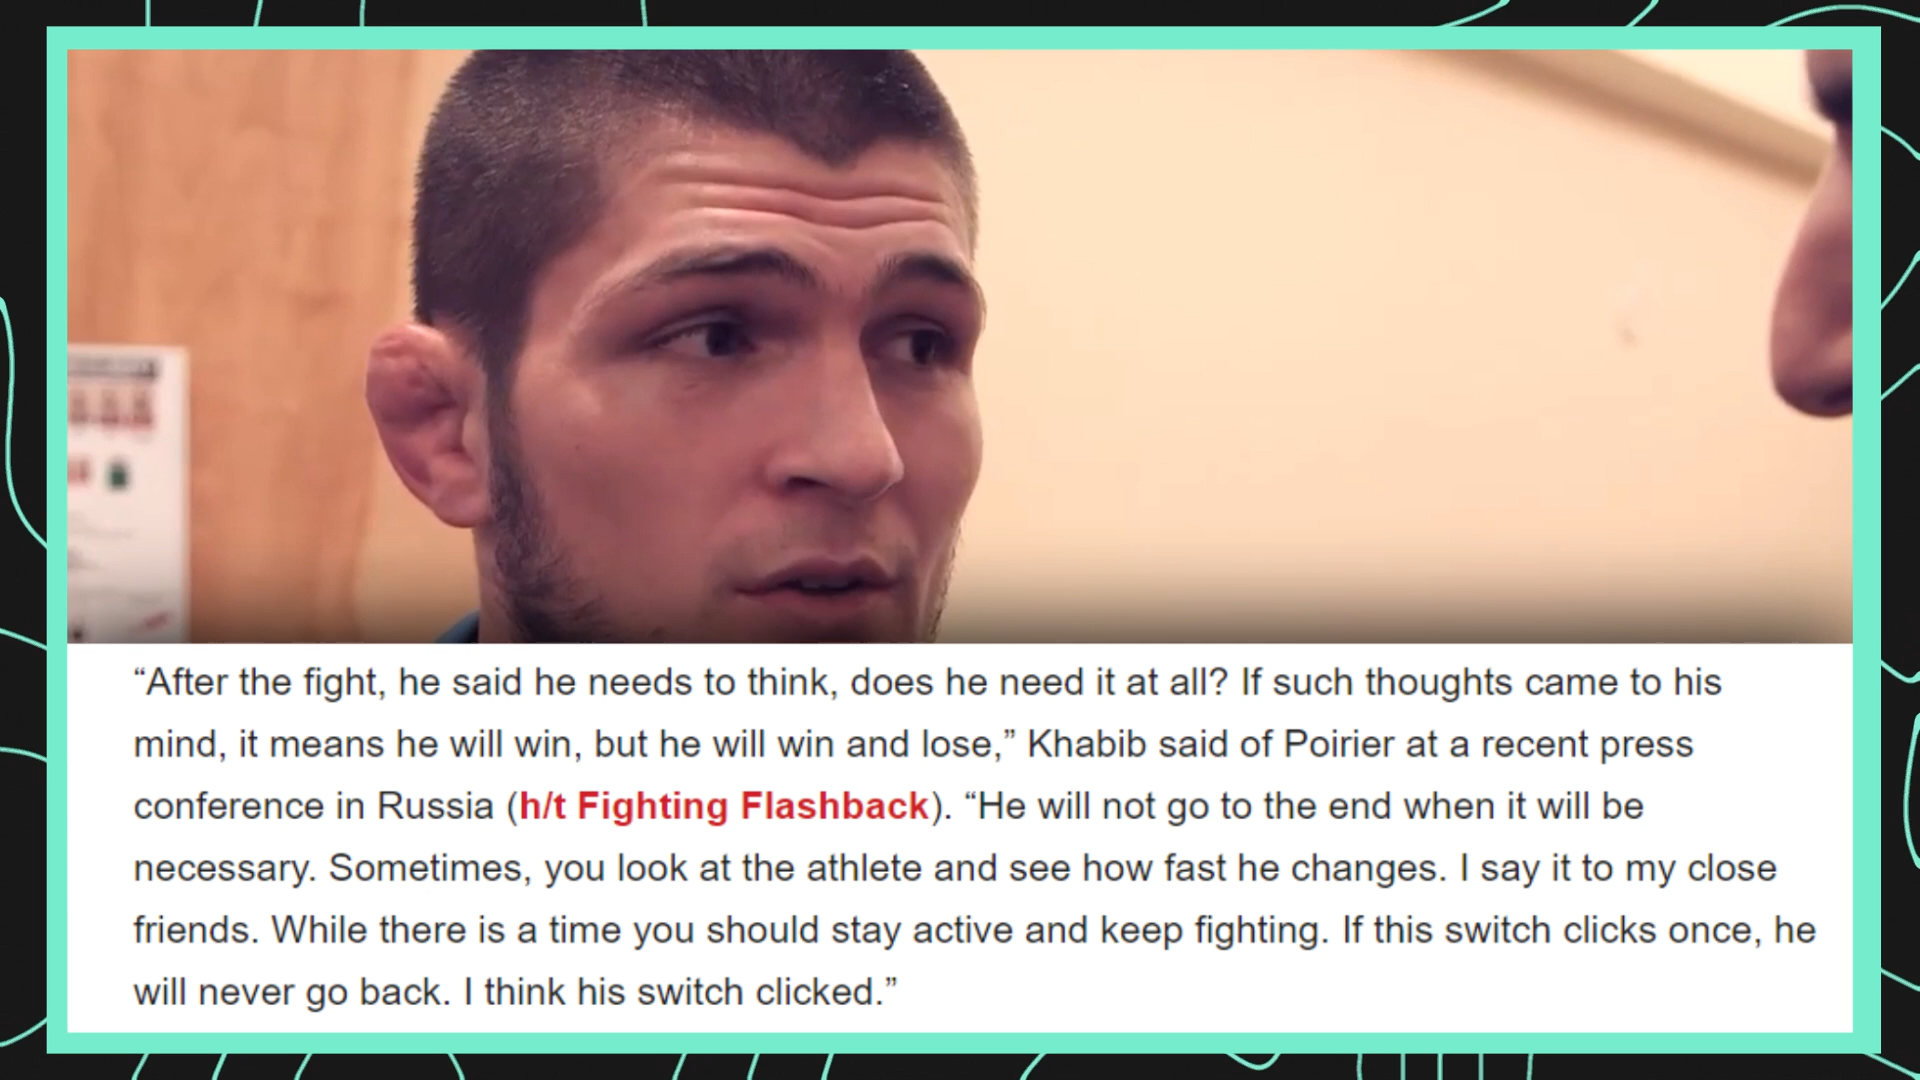 “After the fight, he said he needs to think, does he need it at all? If such thoughts came to his
mind, it means he will win, but he will win and lose,” Khabib said of Poirier at a recent press
conference in Russia (h/t Fighting Flashback). “He will not go to the end when it will be
necessary. Sometimes, you look at the athlete and see how fast he changes. I say it to my close
friends. While there is a time you should stay active and keep fighting. If this switch clicks once, he
will never go back. I think his switch clicked.”